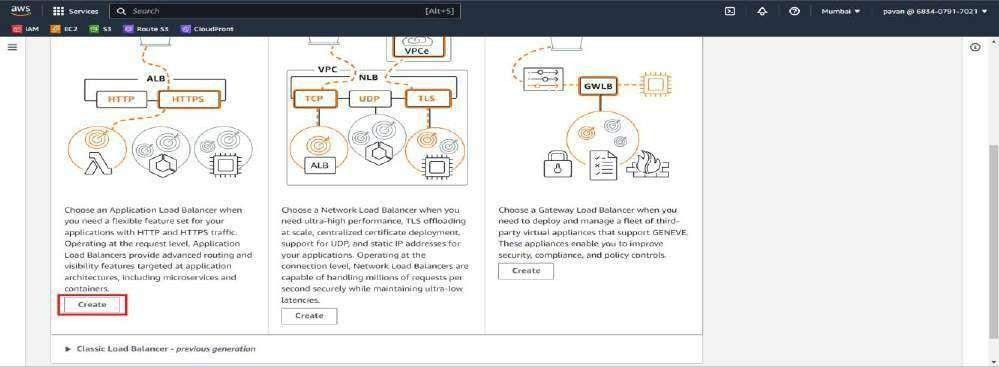 aws Services Search [Alt+S] Mumbai pavan @ 6834-0791-7021
IAM EC2 S3 Route 53 CloudFront
ALB
HTTP HTTPS
VPCe
VPC
NLB
TCP UDP TLS
ALB
GWLB
Choose an Application Load Balancer when
you need a flexible feature set for your
applications with HTTP and HTTPS traffic.
Operating at the request level, Application
Load Balancers provide advanced routing and
visibility features targeted at application
architectures, including microservices and
containers.
Create
Choose a Network Load Balancer when you
need ultra-high performance, TLS offloading
at scale, centralized certificate deployment,
support for UDP, and static IP addresses for
your applications. Operating at the
connection level, Network Load Balancers are
capable of handling millions of requests per
second securely while maintaining ultra-low
latencies.
Create
Choose a Gateway Load Balancer when you
need to deploy and manage a fleet of third-
party virtual appliances that support GENEVE.
These appliances enable you to improve
security, compliance, and policy controls.
Create
Classic Load Balancer - previous generation